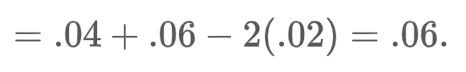 = .04 + .06 − 2(.02) = .06.